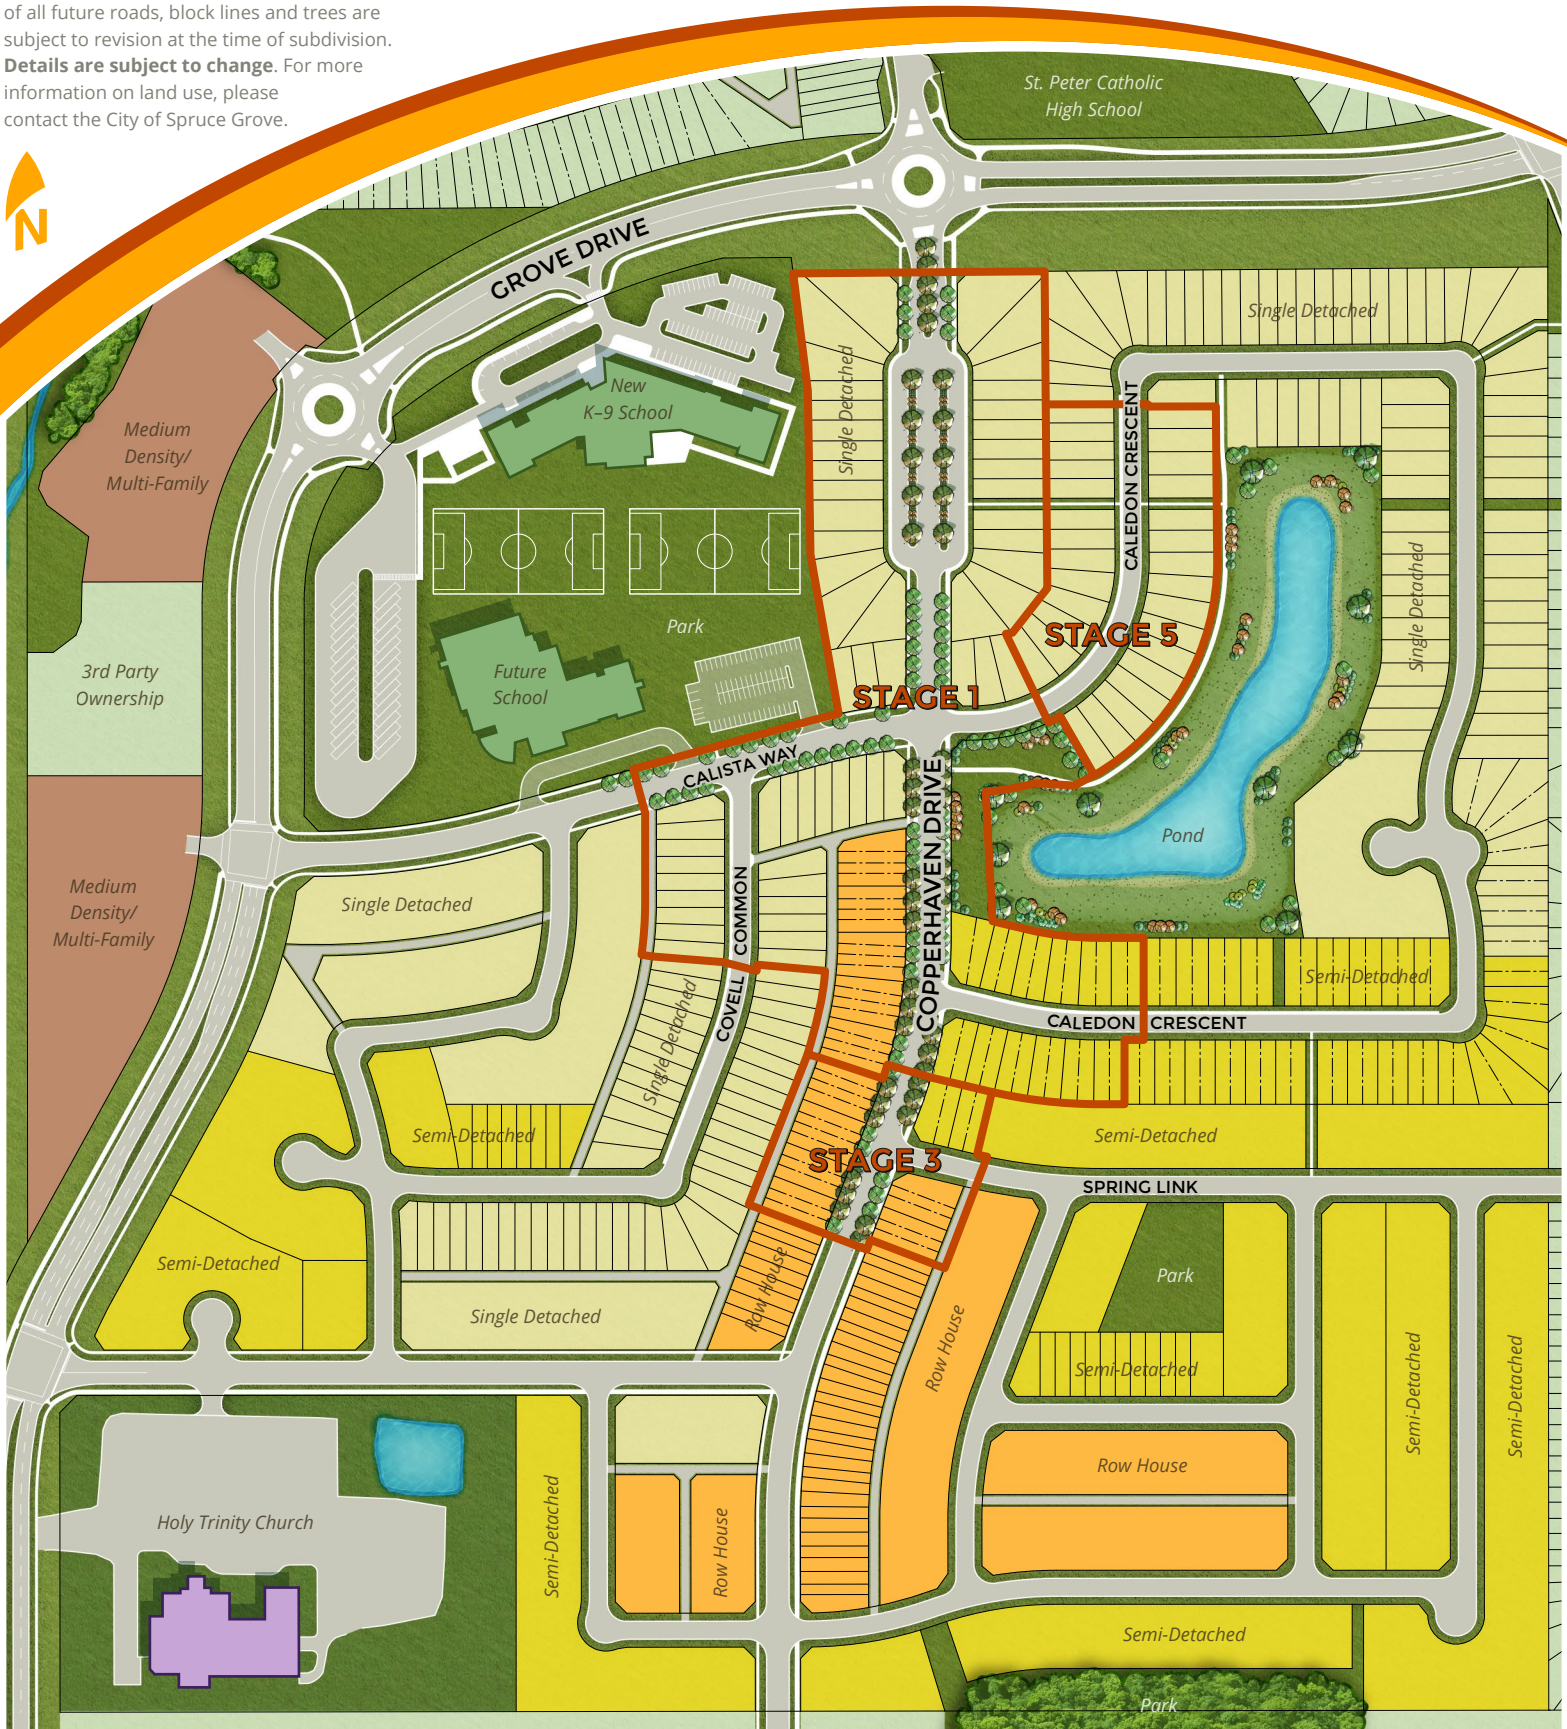 of all future roads, block lines and trees are
subject to revision at the time of subdivision.
Details are subject to change. For more
information on land use, please
contact the City of Spruce Grove.
N
St. Peter Catholic
High School
GROVE DRIVE
Single Detached
Single Detached
New
K–9 School
CALEDON CRESCENT
Medium
Density/
Multi-Family
Single Detached
Park
STAGE 5
3rd Party
Ownership
Future
School
STAGE 1
CALISTA WAY
COPPERHAVEN DRIVE
Pond
Medium
Density/
Multi-Family
Single Detached
COVELL COMMON
Single Detached
Semi-Detached
CALEDON CRESCENT
Semi-Detached
Semi-Detached
STAGE 3
SPRING LINK
Semi-Detached
Park
Row House
Single Detached
Row House
Semi-Detached
Semi-Detached
Semi-Detached
Row House
Holy Trinity Church
Semi-Detached
Row House
Semi-Detached
Park